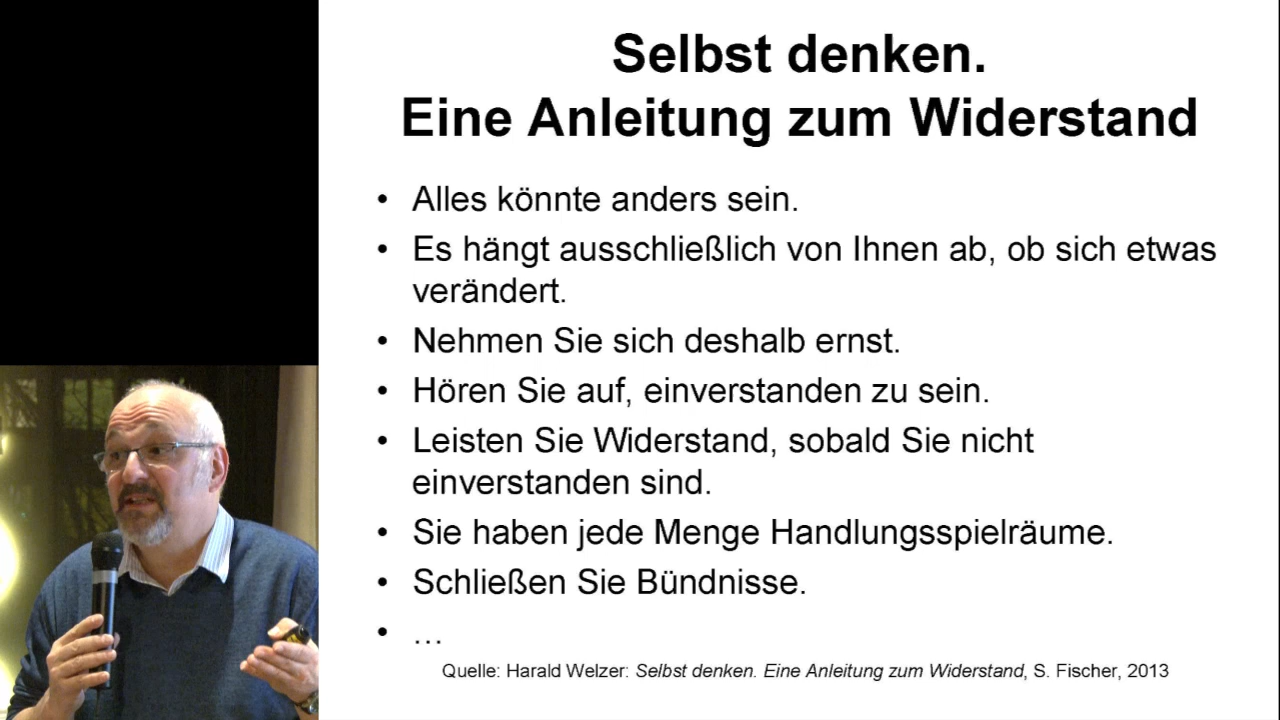 Selbst denken.
Eine Anleitung zum Widerstand
• Alles könnte anders sein.
• Es hängt ausschließlich von Ihnen ab, ob sich etwas
verändert.
• Nehmen Sie sich deshalb ernst.
• Hören Sie auf, einverstanden zu sein.
• Leisten Sie Widerstand, sobald Sie nicht
einverstanden sind.
• Sie haben jede Menge Handlungsspielräume.
• Schließen Sie Bündnisse.
• …
Quelle: Harald Welzer: Selbst denken. Eine Anleitung zum Widerstand, S. Fischer, 2013